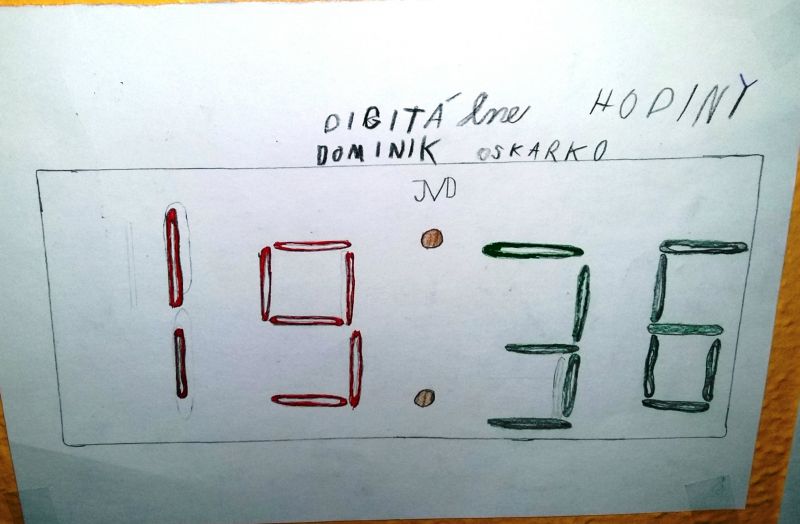 DIGITÁlne HODINY
DOMINIK OSKARKO
JVD
19:36